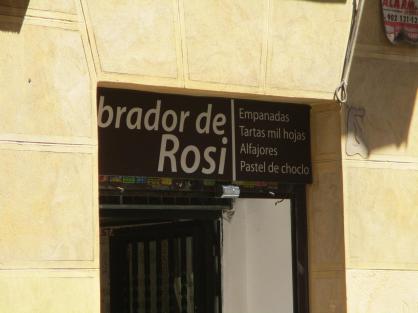 brador de
Rosi
Empanadas
Tartas mil hojas
Alfajores
Pastel de choclo